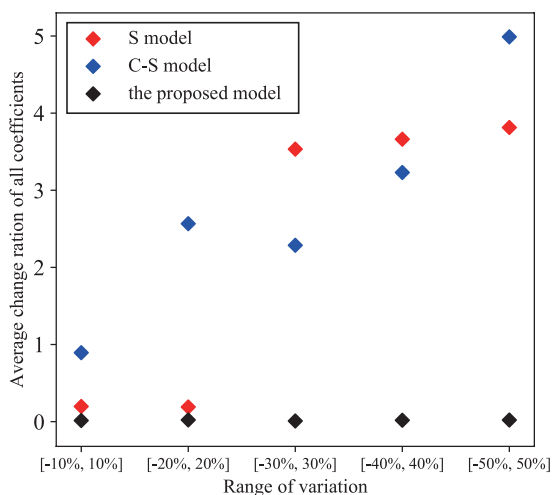 S model
C-S model
the proposed model
Average change ration of all coefficients
5
4
3
2
1
0
[-10%, 10%] [-20%, 20%] [-30%, 30%] [-40%, 40%] [-50%, 50%]
Range of variation